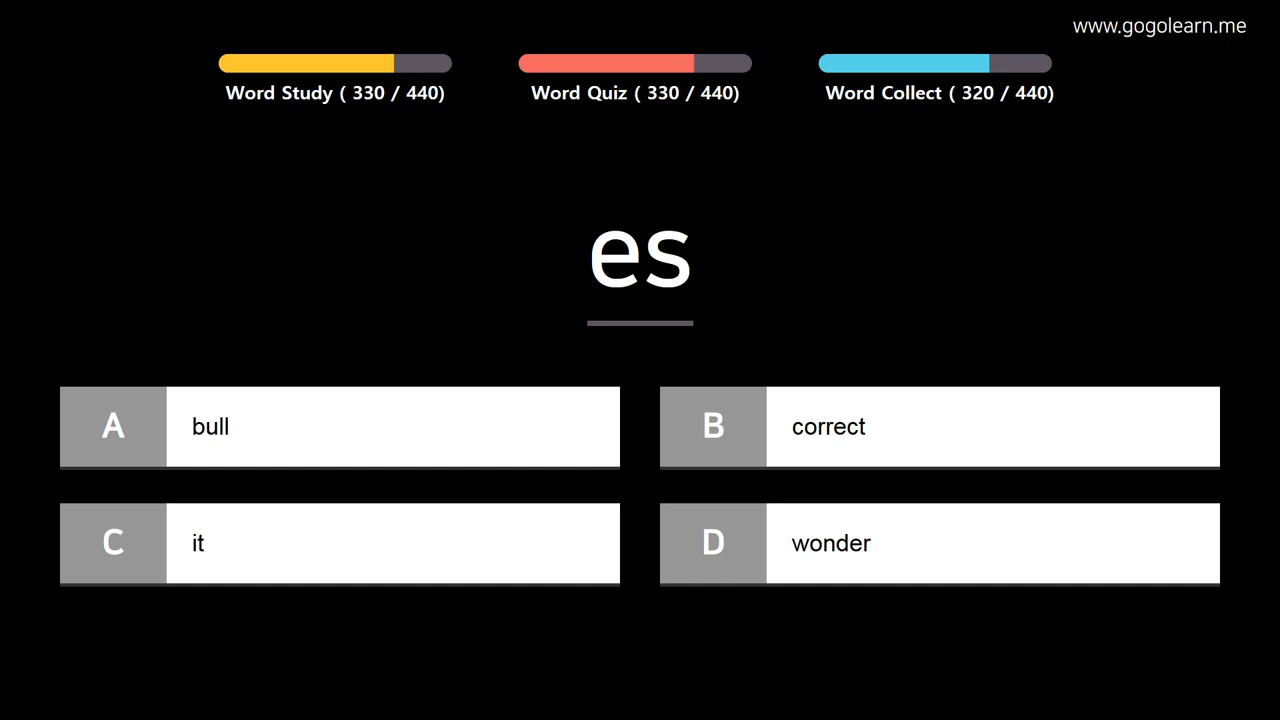 www.gogolearn.me
Word Study ( 330 / 440)
Word Quiz ( 330 / 440)
Word Collect ( 320 / 440)
es
A bull
B correct
C it
D wonder